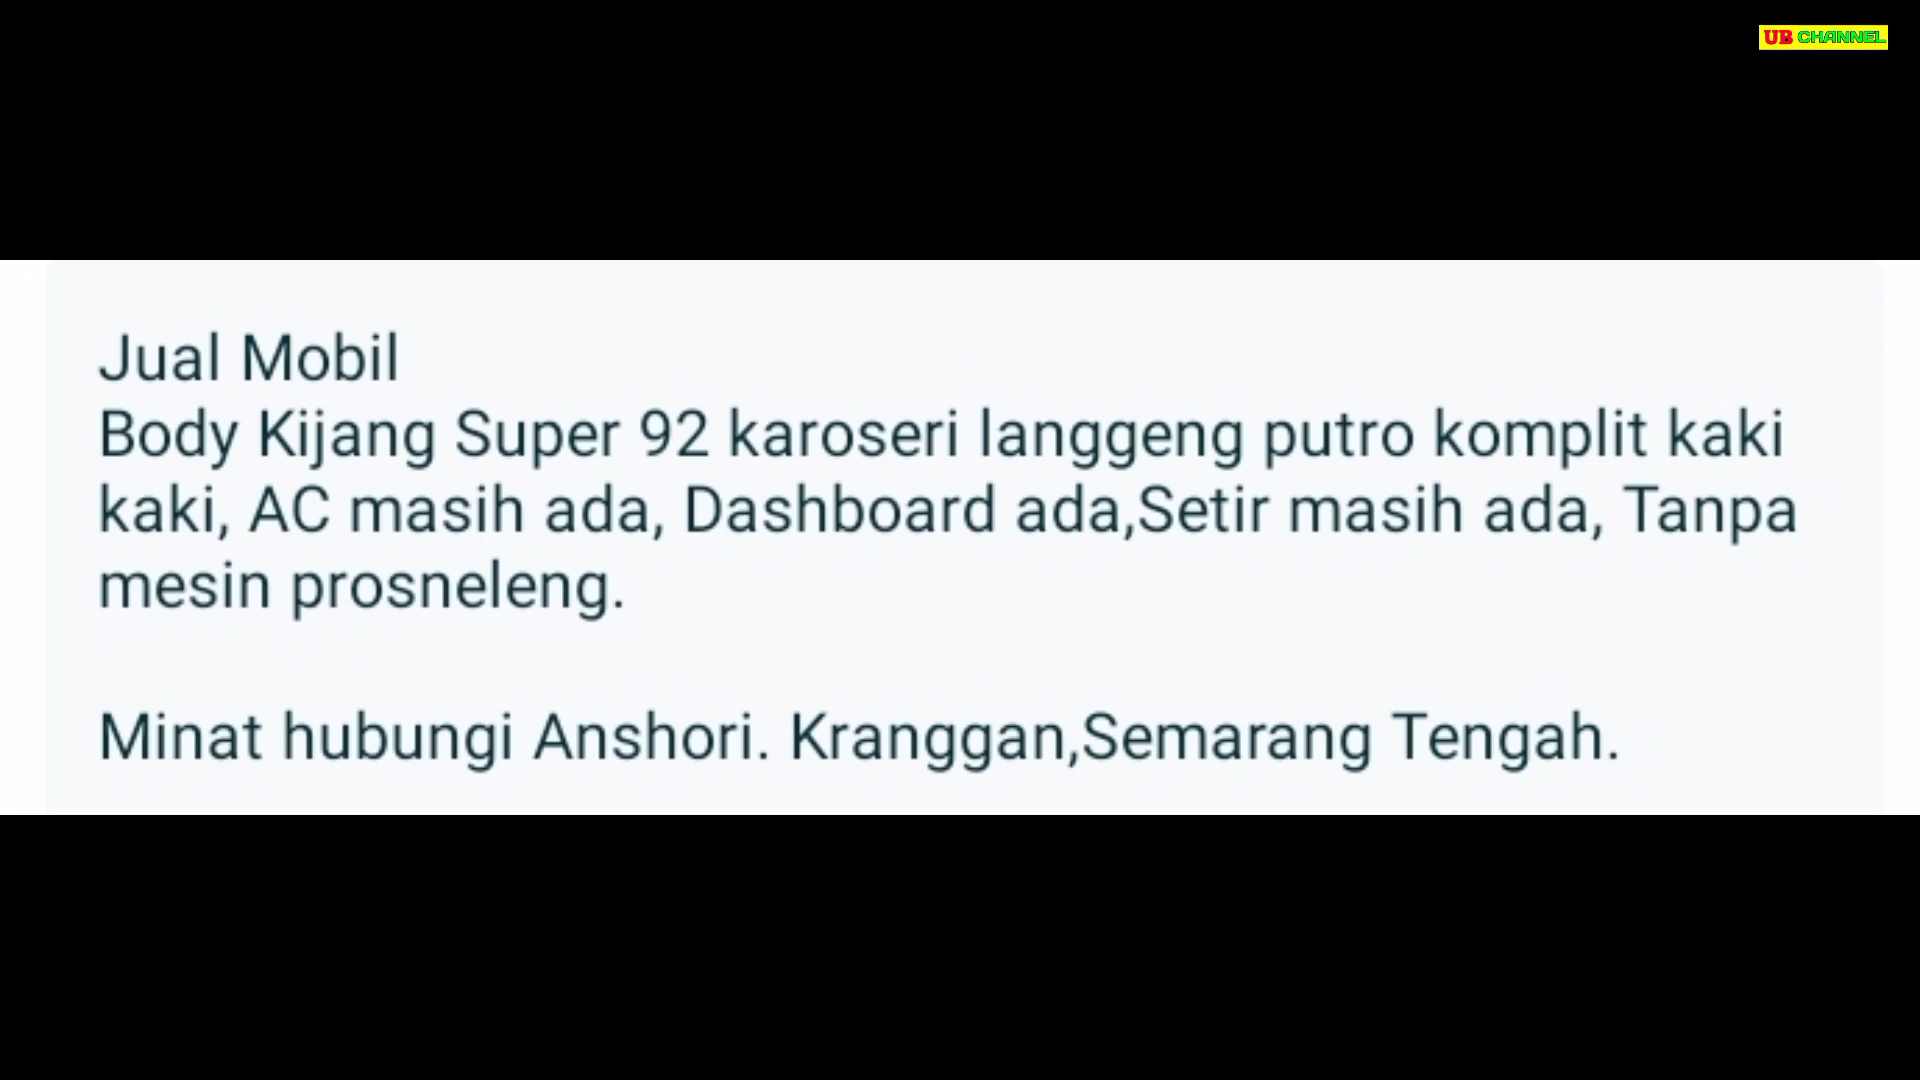 UB CHANNEL
Jual Mobil
Body Kijang Super 92 karoseri langgeng putro komplit kaki
kaki, AC masih ada, Dashboard ada,Setir masih ada, Tanpa
mesin prosneleng.
Minat hubungi Anshori. Kranggan,Semarang Tengah.